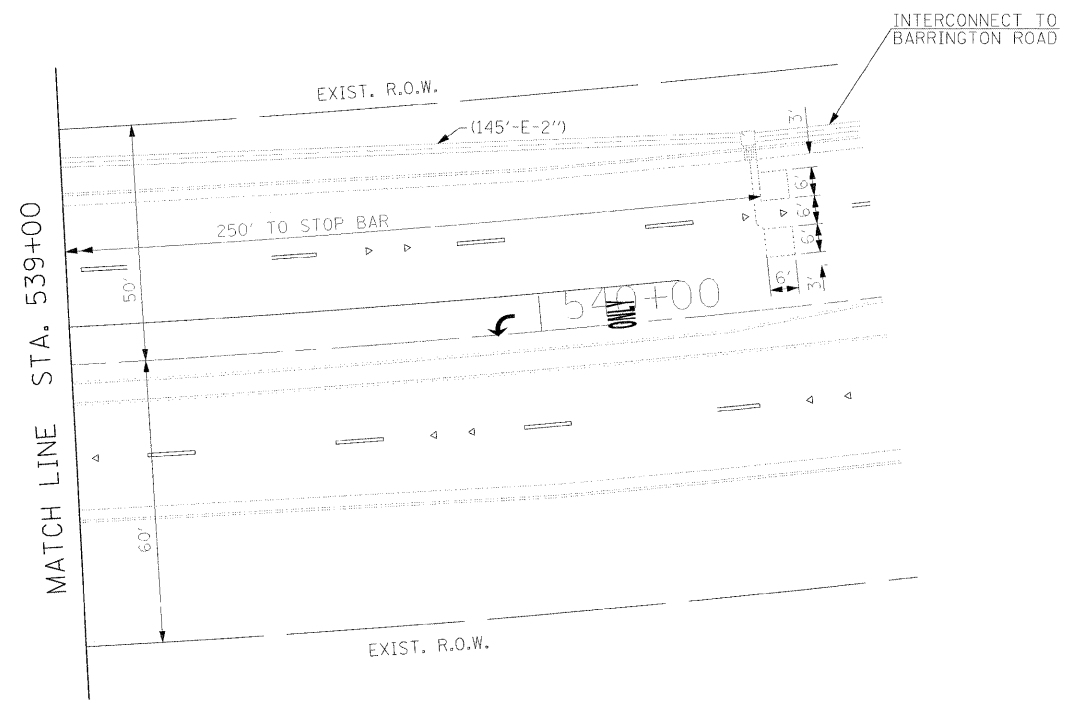 INTERCONNECT TO
BARRINGTON ROAD
EXIST. R.O.W.
(145'-E-2")
3'
6'
250' TO STOP BAR
6'
6'
50'
6'
3'
540+00
ONLY
MATCH LINE STA. 539+00
60'
EXIST. R.O.W.